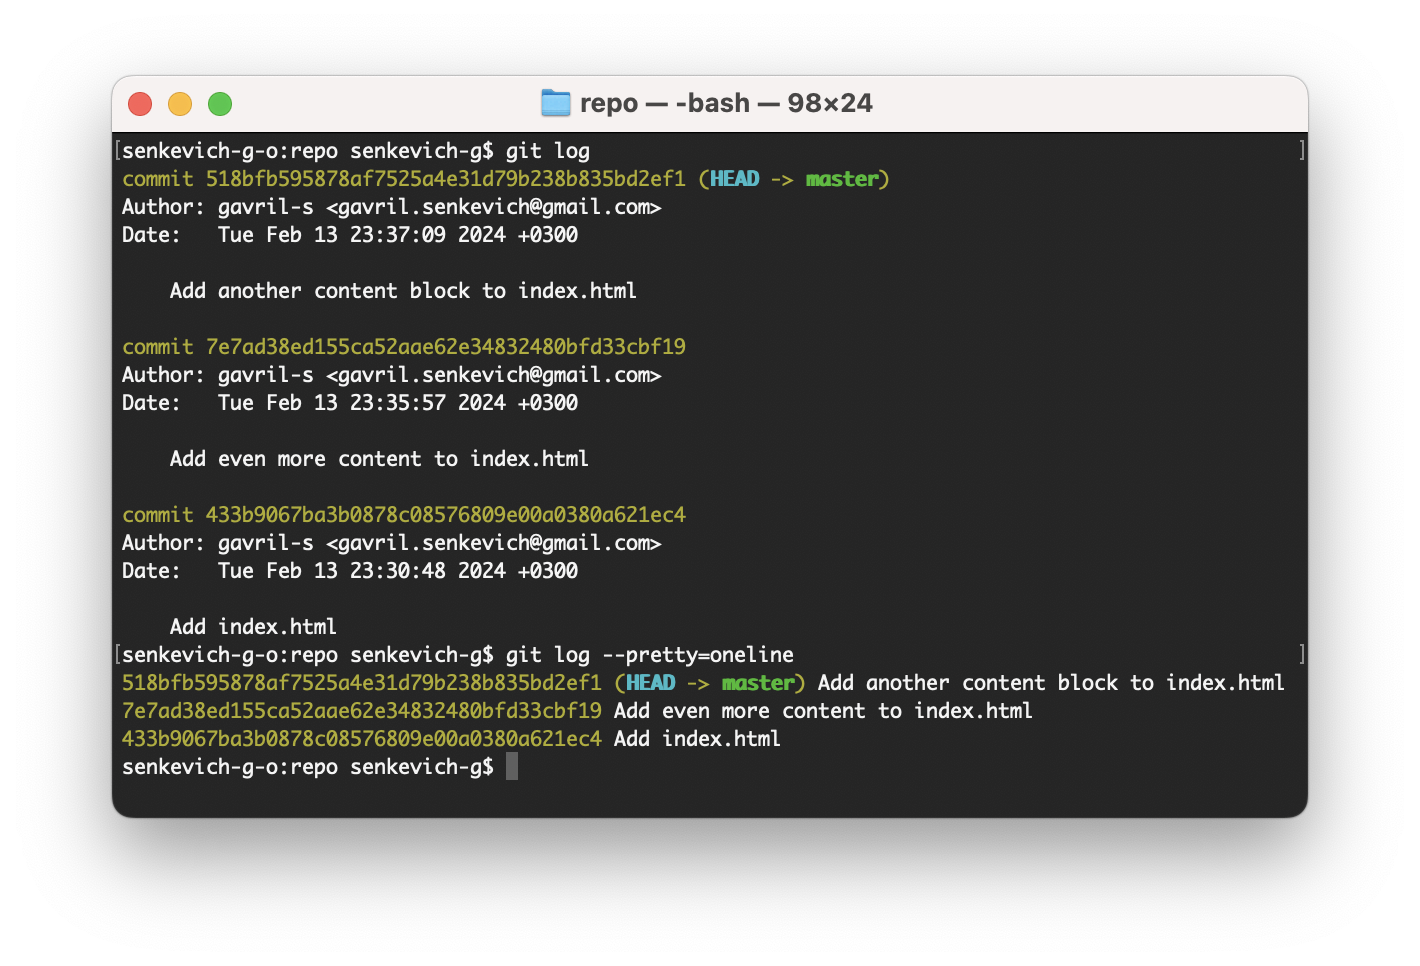 repo — -bash — 98×24
[senkevich-g-o:repo senkevich-g$ git log ]
commit 518bfb595878af7525a4e31d79b238b835bd2ef1 (HEAD -> master)
Author: gavril-s <gavril.senkevich@gmail.com>
Date:   Tue Feb 13 23:37:09 2024 +0300
Add another content block to index.html
commit 7e7ad38ed155ca52aae62e34832480bfd33cbf19
Author: gavril-s <gavril.senkevich@gmail.com>
Date:   Tue Feb 13 23:35:57 2024 +0300
Add even more content to index.html
commit 433b9067ba3b0878c08576809e00a0380a621ec4
Author: gavril-s <gavril.senkevich@gmail.com>
Date:   Tue Feb 13 23:30:48 2024 +0300
Add index.html
[senkevich-g-o:repo senkevich-g$ git log --pretty=oneline ]
518bfb595878af7525a4e31d79b238b835bd2ef1 (HEAD -> master) Add another content block to index.html
7e7ad38ed155ca52aae62e34832480bfd33cbf19 Add even more content to index.html
433b9067ba3b0878c08576809e00a0380a621ec4 Add index.html
senkevich-g-o:repo senkevich-g$